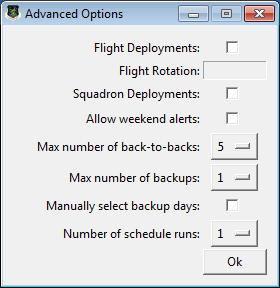 Advanced Options
Flight Deployments:
Flight Rotation:
Squadron Deployments:
Allow weekend alerts:
Max number of back-to-backs: 5
Max number of backups: 1
Manually select backup days:
Number of schedule runs: 1
Ok